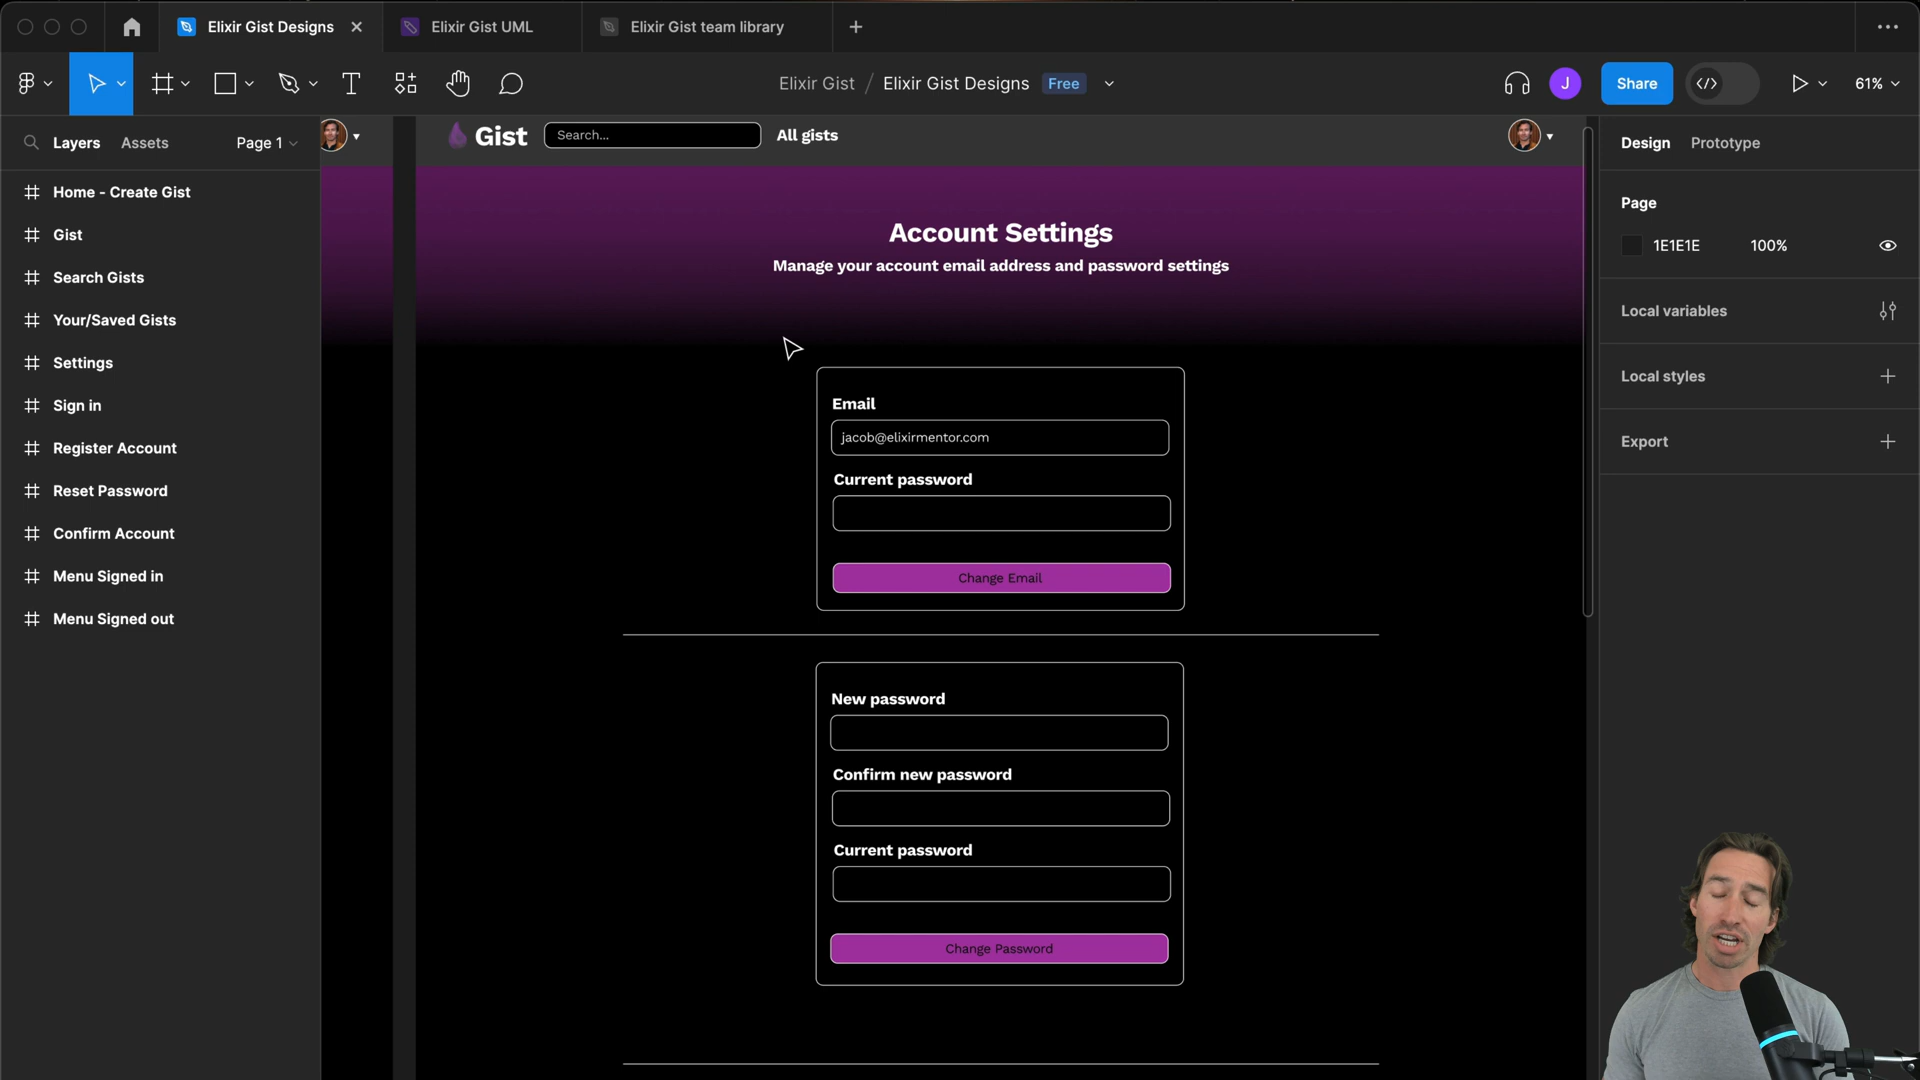 Elixir Gist Designs
Elixir Gist UML
Elixir Gist team library
Elixir Gist / Elixir Gist Designs Free
J
Share
61%
Layers Assets Page 1
Home - Create Gist
Gist
Search Gists
Your/Saved Gists
Settings
Sign in
Register Account
Reset Password
Confirm Account
Menu Signed in
Menu Signed out
Gist Search... All gists
Account Settings
Manage your account email address and password settings
Email
jacob@elixirmentor.com
Current password
Change Email
New password
Confirm new password
Current password
Change Password
Design Prototype
Page
1E1E1E 100%
Local variables
Local styles
Export